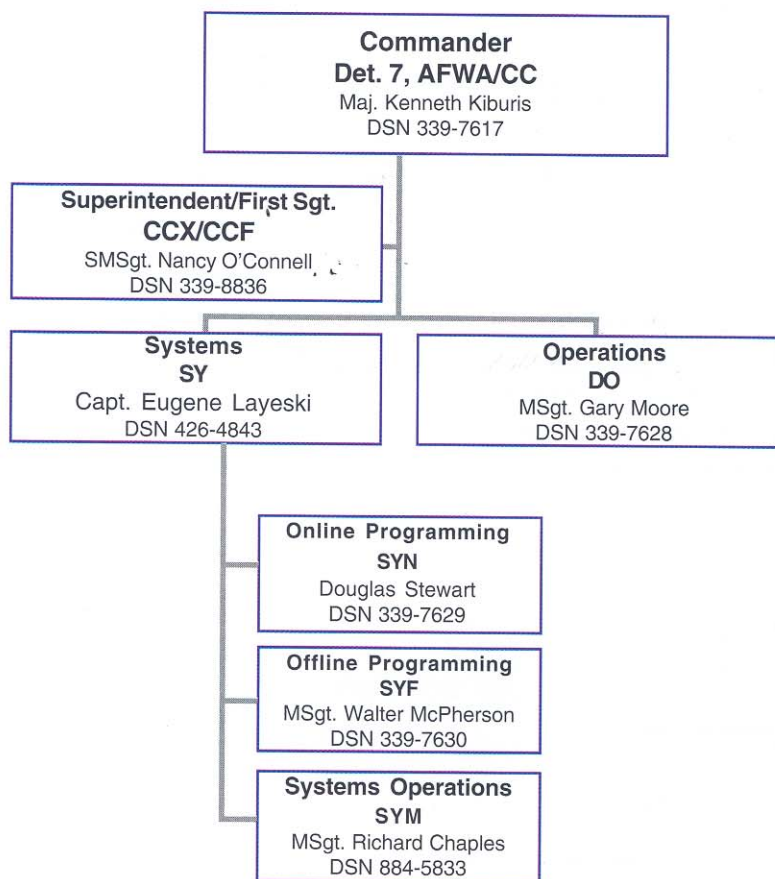 Commander
Det. 7, AFWA/CC
Maj. Kenneth Kiburis
DSN 339-7617
Superintendent/First Sgt.
CCX/CCF
SMSgt. Nancy O'Connell
DSN 339-8836
Systems
SY
Capt. Eugene Layeski
DSN 426-4843
Operations
DO
MSgt. Gary Moore
DSN 339-7628
Online Programming
SYN
Douglas Stewart
DSN 339-7629
Offline Programming
SYF
MSgt. Walter McPherson
DSN 339-7630
Systems Operations
SYM
MSgt. Richard Chaples
DSN 884-5833